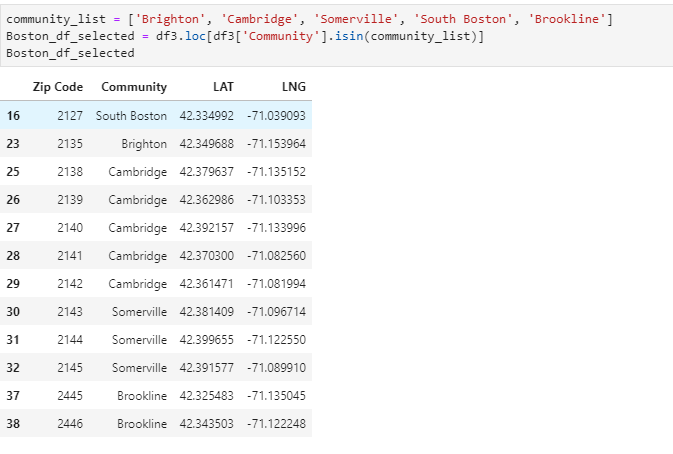 community_list = ['Brighton', 'Cambridge', 'Somerville', 'South Boston', 'Brookline']
Boston_df_selected = df3.loc[df3['Community'].isin(community_list)]
Boston_df_selected
Zip Code Community LAT LNG
16 2127 South Boston 42.334992 -71.039093
23 2135 Brighton 42.349688 -71.153964
25 2138 Cambridge 42.379637 -71.135152
26 2139 Cambridge 42.362986 -71.103353
27 2140 Cambridge 42.392157 -71.133996
28 2141 Cambridge 42.370300 -71.082560
29 2142 Cambridge 42.361471 -71.081994
30 2143 Somerville 42.381409 -71.096714
31 2144 Somerville 42.399655 -71.122550
32 2145 Somerville 42.391577 -71.089910
37 2445 Brookline 42.325483 -71.135045
38 2446 Brookline 42.343503 -71.122248